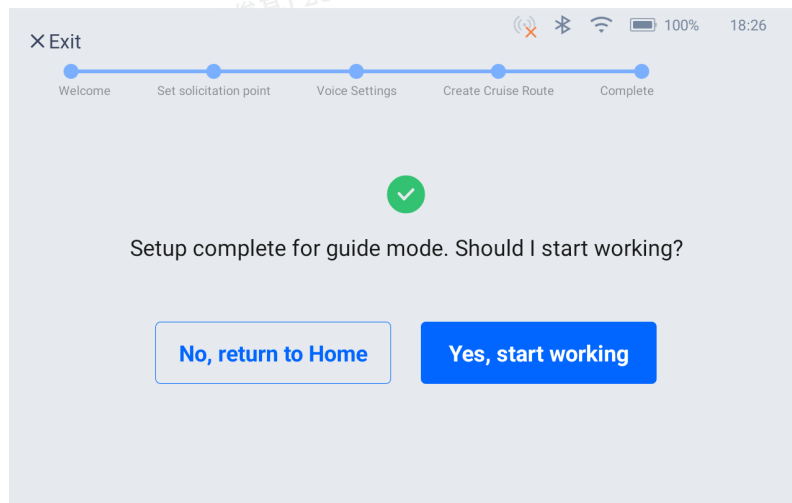 Exit
100%
18:26
Welcome
Set solicitation point
Voice Settings
Create Cruise Route
Complete
Setup complete for guide mode. Should I start working?
No, return to Home
Yes, start working